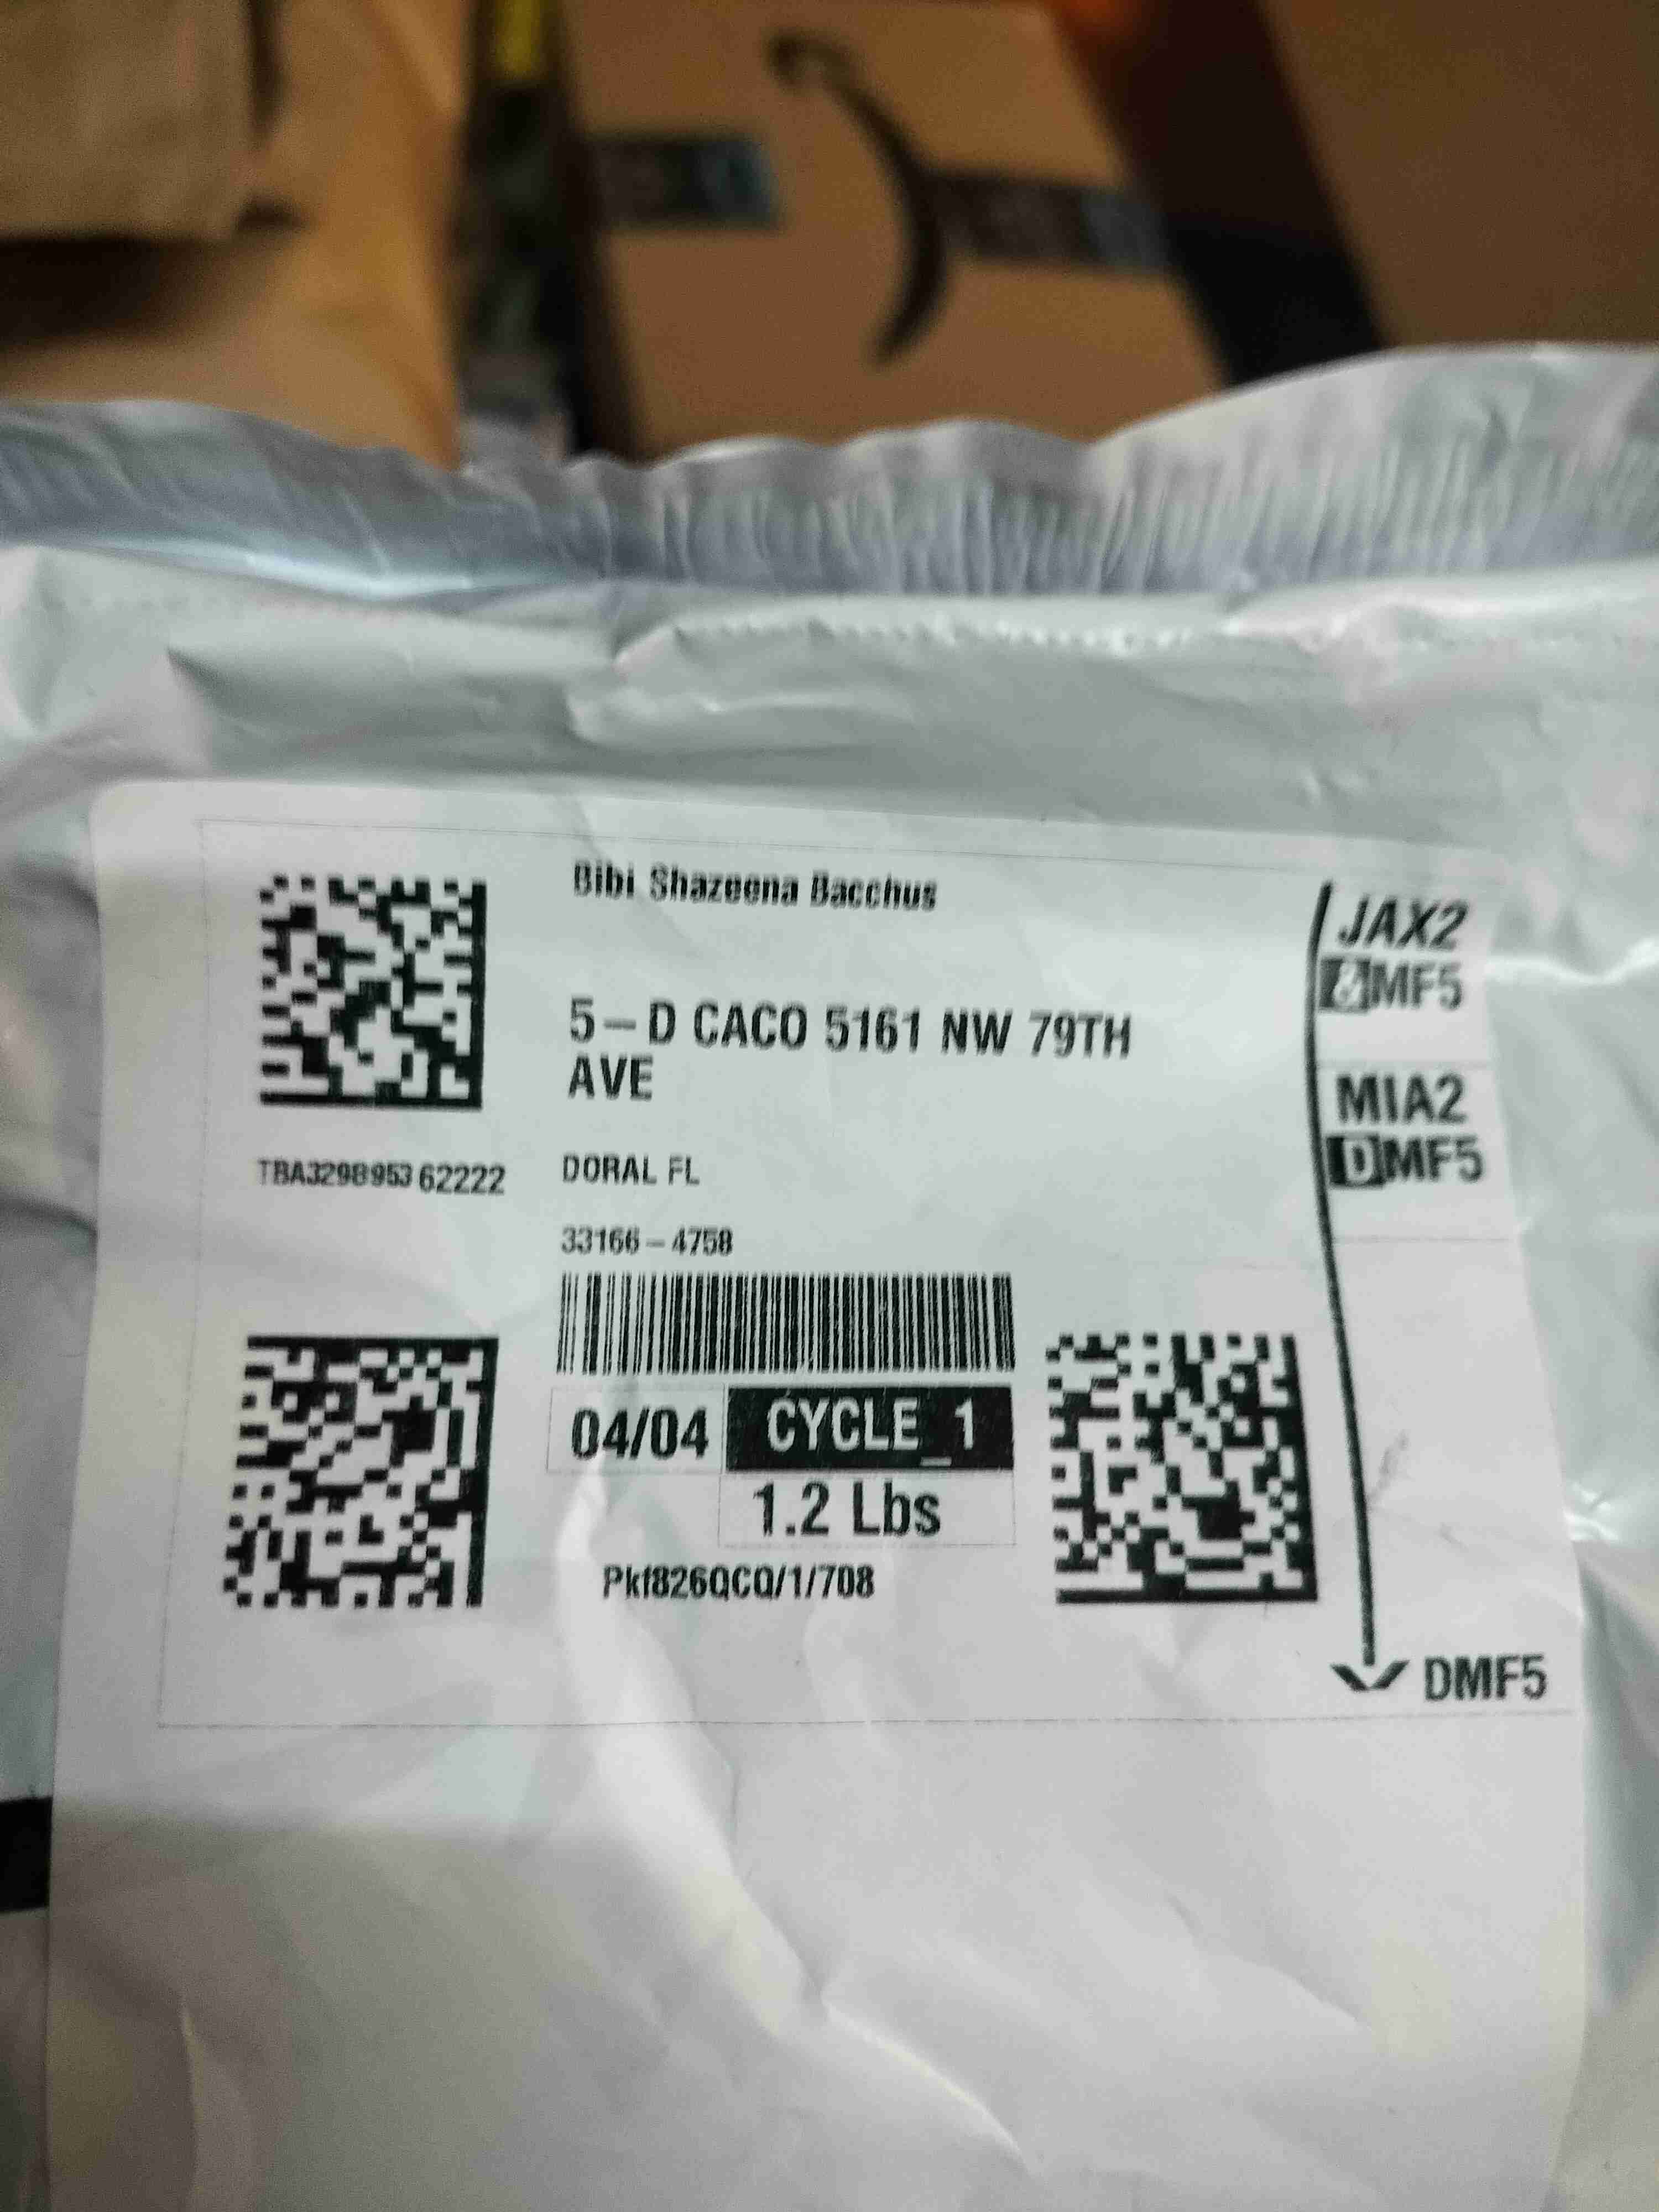 Bibi Shazeena Bacchus
5-D CACO 5161 NW 79TH
AVE
TBA329895362222
DORAL FL
33166-4758
04/04 CYCLE_1
1.2 Lbs
Pkf826QCQ/1/708
JAX2
&MF5
MIA2
DMF5
DMF5